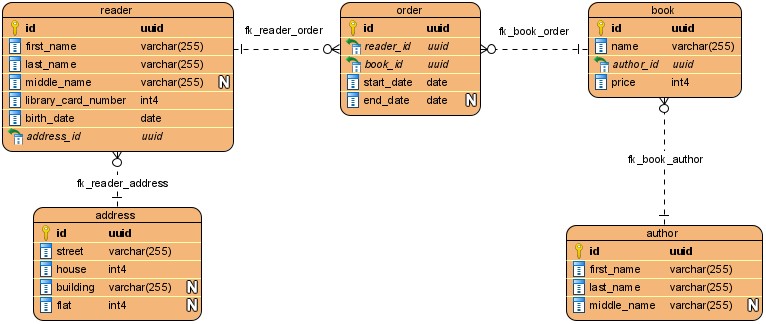 reader
id uuid
first_name varchar(255)
last_name varchar(255)
middle_name varchar(255) N
library_card_number int4
birth_date date
address_id uuid
fk_reader_order
order
id uuid
reader_id uuid
book_id uuid
start_date date
end_date date N
fk_book_order
book
id uuid
name varchar(255)
author_id uuid
price int4
fk_reader_address
fk_book_author
address
id uuid
street varchar(255)
house int4
building varchar(255) N
flat int4 N
author
id uuid
first_name varchar(255)
last_name varchar(255)
middle_name varchar(255) N